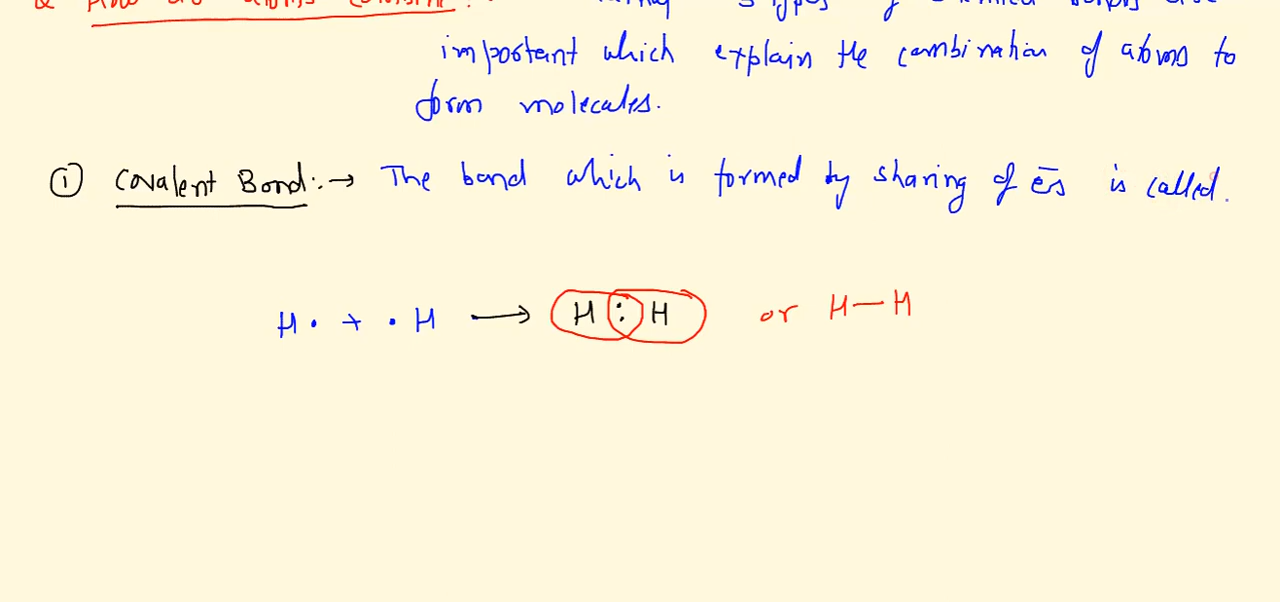 important which explain the combination of atoms to
form molecules.
① Covalent Bond:→ The bond which is formed by sharing of ēs is called.
H· + ·H ⟶ H : H or H—H